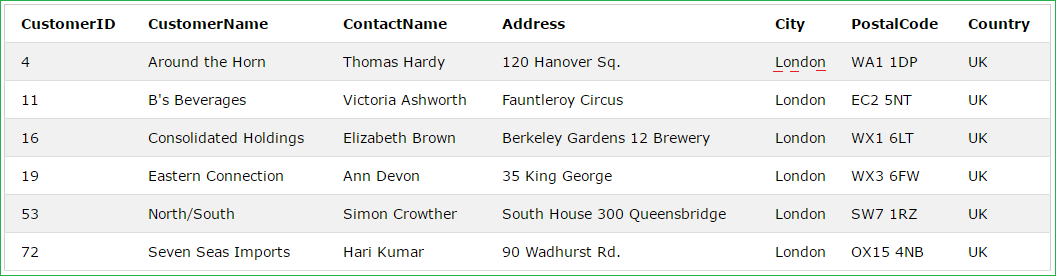 CustomerID CustomerName ContactName Address City PostalCode Country
4 Around the Horn Thomas Hardy 120 Hanover Sq. London WA1 1DP UK
11 B's Beverages Victoria Ashworth Fauntleroy Circus London EC2 5NT UK
16 Consolidated Holdings Elizabeth Brown Berkeley Gardens 12 Brewery London WX1 6LT UK
19 Eastern Connection Ann Devon 35 King George London WX3 6FW UK
53 North/South Simon Crowther South House 300 Queensbridge London SW7 1RZ UK
72 Seven Seas Imports Hari Kumar 90 Wadhurst Rd. London OX15 4NB UK